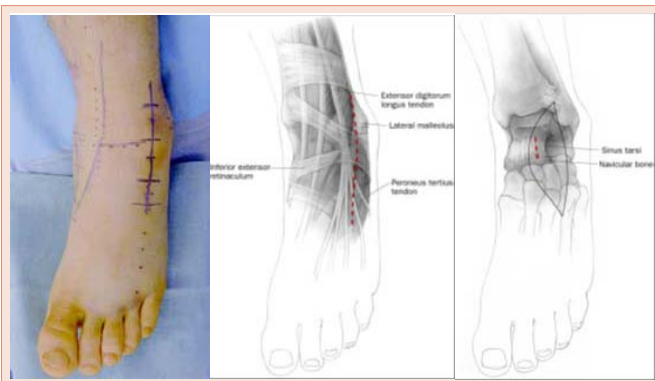 Extensor digitorum
longus tendon
Lateral malleolus
Inferior extensor
retinaculum
Peroneus tertius
tendon
Sinus tarsi
Navicular bone